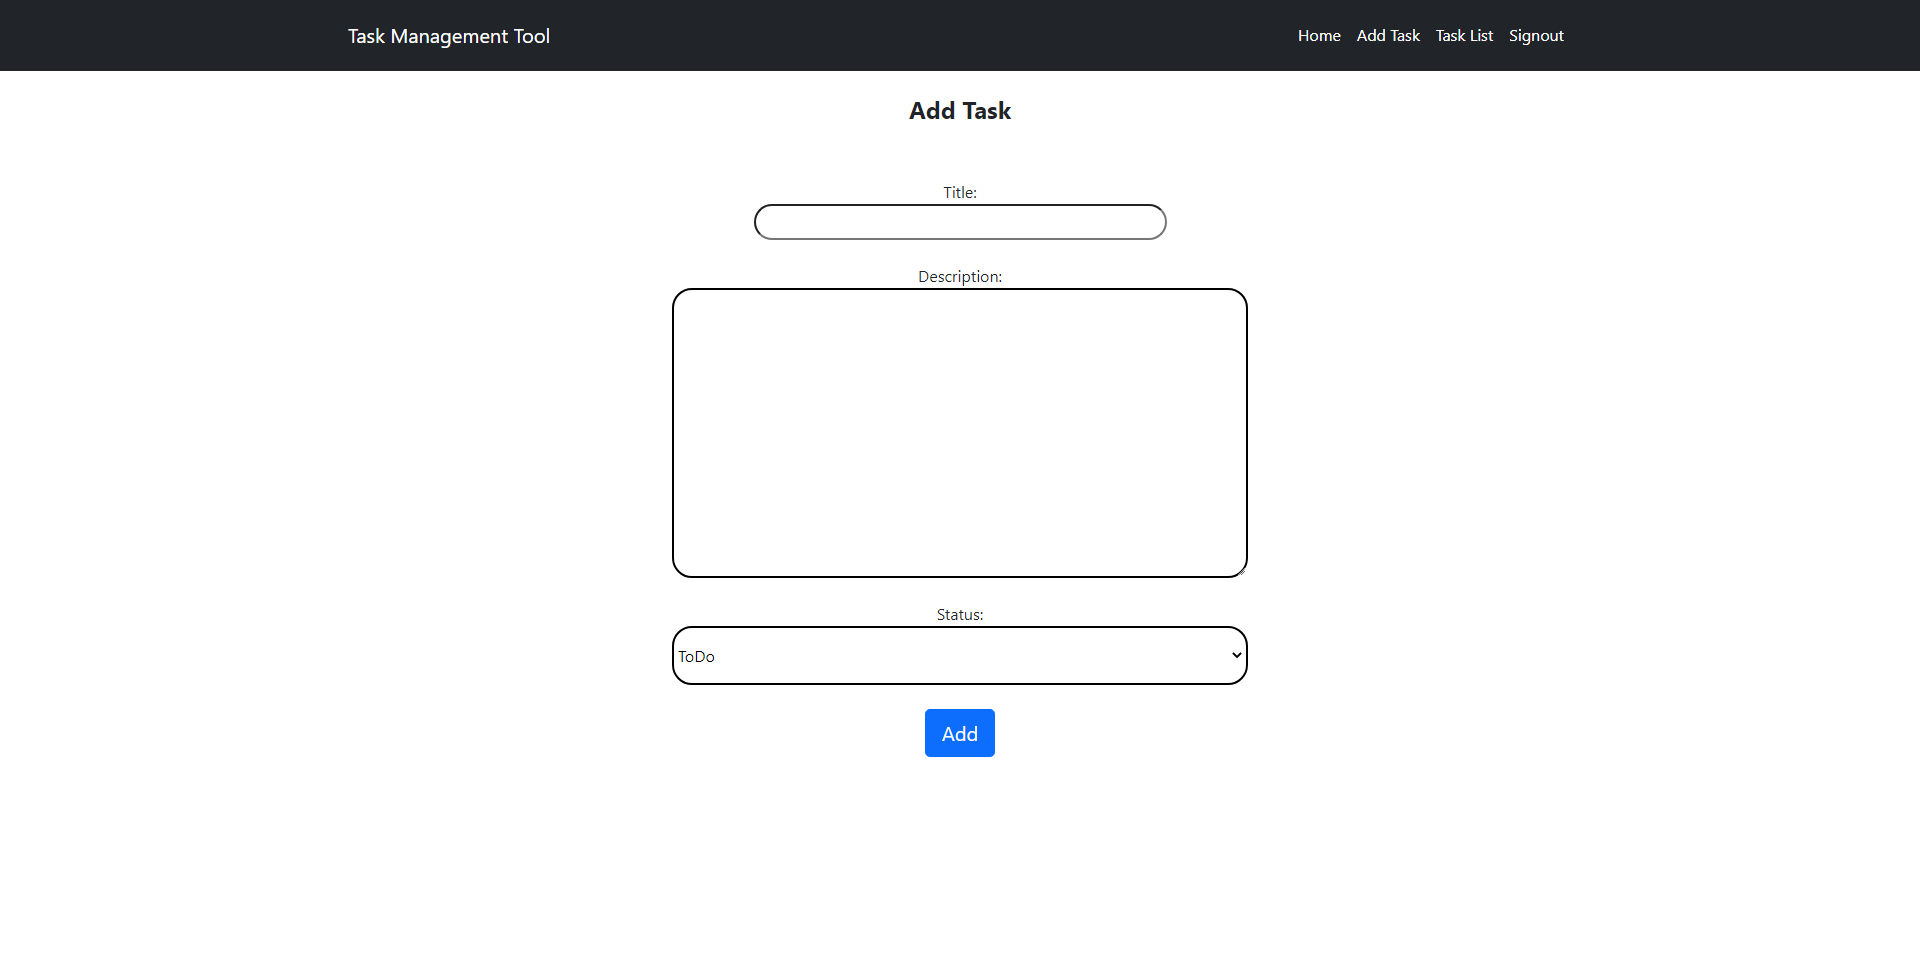 Task Management Tool
Home Add Task Task List Signout
Add Task
Title:
Description:
Status:
ToDo
Add